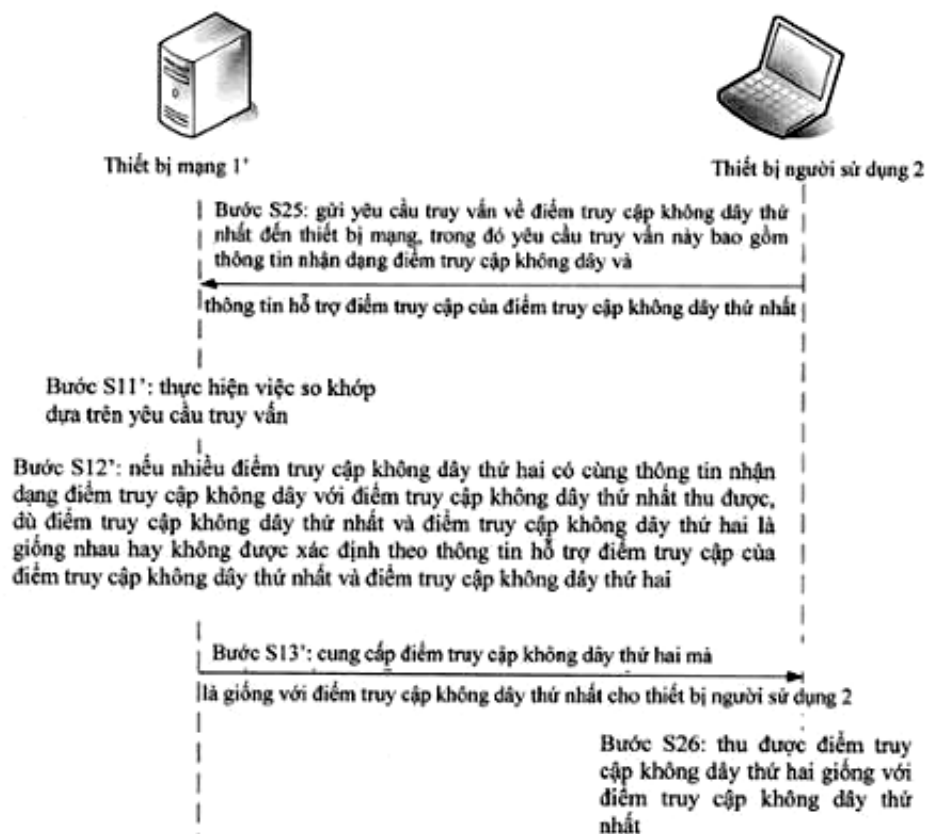 Thiết bị mạng 1'
Thiết bị người sử dụng 2
Bước S25: gửi yêu cầu truy vấn về điểm truy cập không dây thứ
nhất đến thiết bị mạng, trong đó yêu cầu truy vấn này bao gồm
thông tin nhận dạng điểm truy cập không dây và
thông tin hỗ trợ điểm truy cập của điểm truy cập không dây thứ nhất
Bước S11': thực hiện việc so khớp
dựa trên yêu cầu truy vấn
Bước S12': nếu nhiều điểm truy cập không dây thứ hai có cùng thông tin nhận
dạng điểm truy cập không dây với điểm truy cập không dây thứ nhất thu được,
dù điểm truy cập không dây thứ nhất và điểm truy cập không dây thứ hai là
giống nhau hay không được xác định theo thông tin hỗ trợ điểm truy cập của
điểm truy cập không dây thứ nhất và điểm truy cập không dây thứ hai
Bước S13': cung cấp điểm truy cập không dây thứ hai mà
là giống với điểm truy cập không dây thứ nhất cho thiết bị người sử dụng 2
Bước S26: thu được điểm truy
cập không dây thứ hai giống với
điểm truy cập không dây thứ
nhất